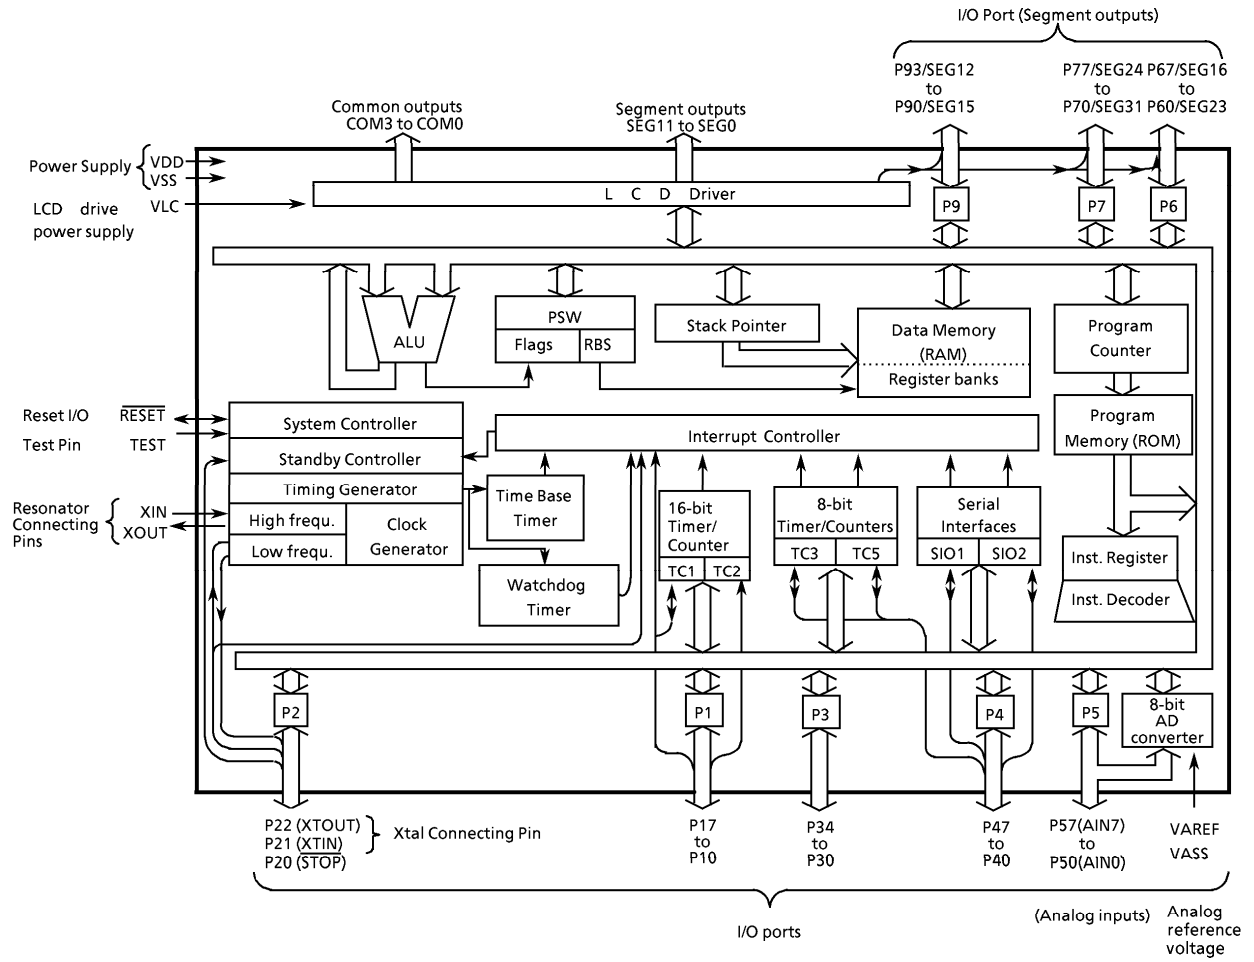 I/O Port (Segment outputs)
P93/SEG12
to
P90/SEG15
P77/SEG24
to
P70/SEG31
P67/SEG16
to
P60/SEG23
Common outputs
COM3 to COM0
Segment outputs
SEG11 to SEG0
Power Supply
VDD
VSS
LCD drive
power supply
VLC
L C D Driver
P9
P7
P6
ALU
PSW
Flags
RBS
Stack Pointer
Data Memory
(RAM)
Register banks
Program
Counter
Reset I/O
RESET
Test Pin
TEST
System Controller
Standby Controller
Timing Generator
High frequ.
Low frequ.
Clock
Generator
Interrupt Controller
Program
Memory (ROM)
Resonator
Connecting
Pins
XIN
XOUT
Time Base
Timer
Watchdog
Timer
16-bit
Timer/
Counter
TC1
TC2
8-bit
Timer/Counters
TC3
TC5
Serial
Interfaces
SIO1
SIO2
Inst. Register
Inst. Decoder
P2
P1
P3
P4
P5
8-bit
AD
converter
P22 (XTOUT)
P21 (XTIN)
P20 (STOP)
Xtal Connecting Pin
P17
to
P10
P34
to
P30
P47
to
P40
P57(AIN7)
to
P50(AIN0)
VAREF
VASS
I/O ports
(Analog inputs)
Analog
reference
voltage